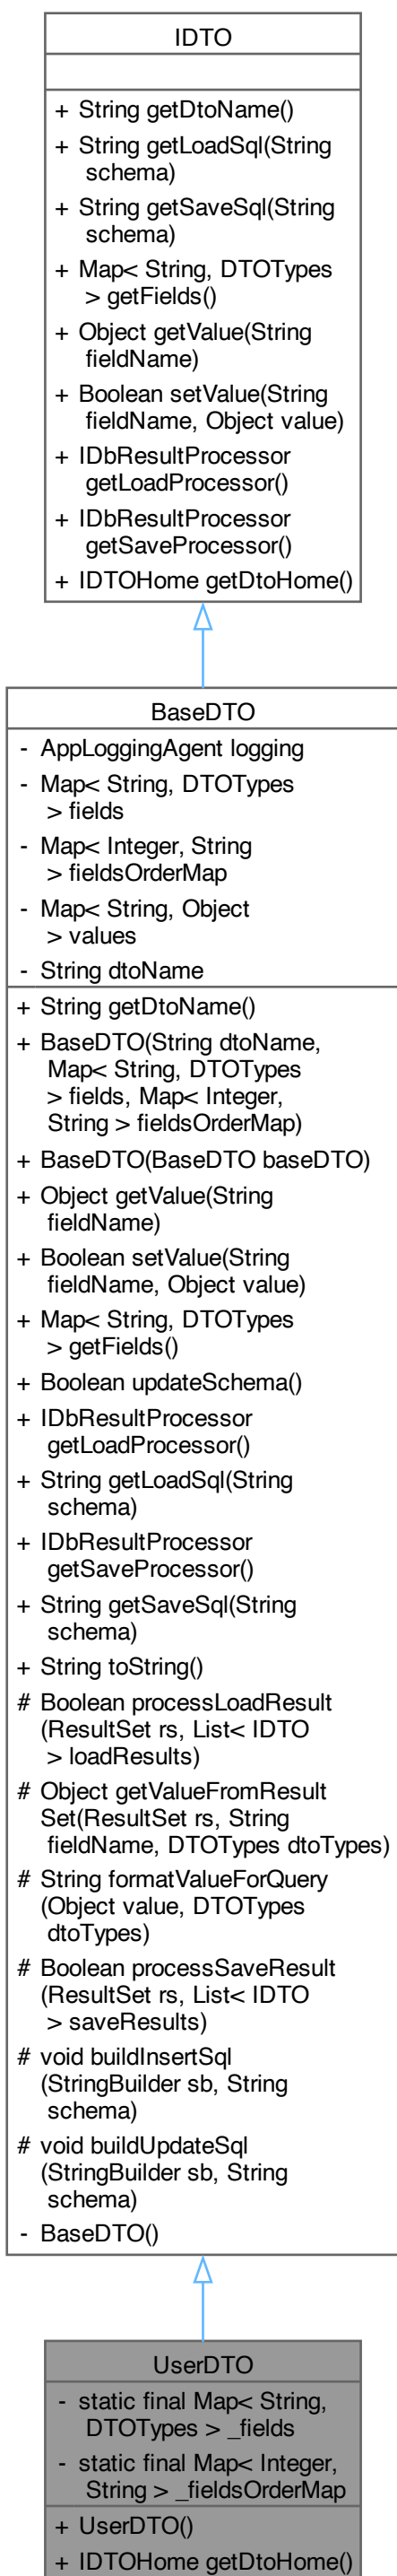 IDTO
+ String getDtoName()
+ String getLoadSql(String
schema)
+ String getSaveSql(String
schema)
+ Map< String, DTOTypes
> getFields()
+ Object getValue(String
fieldName)
+ Boolean setValue(String
fieldName, Object value)
+ IDbResultProcessor
getLoadProcessor()
+ IDbResultProcessor
getSaveProcessor()
+ IDTOHome getDtoHome()
BaseDTO
- AppLoggingAgent logging
- Map< String, DTOTypes
> fields
- Map< Integer, String
> fieldsOrderMap
- Map< String, Object
> values
- String dtoName
+ String getDtoName()
+ BaseDTO(String dtoName,
Map< String, DTOTypes
> fields, Map< Integer,
String > fieldsOrderMap)
+ BaseDTO(BaseDTO baseDTO)
+ Object getValue(String
fieldName)
+ Boolean setValue(String
fieldName, Object value)
+ Map< String, DTOTypes
> getFields()
+ Boolean updateSchema()
+ IDbResultProcessor
getLoadProcessor()
+ String getLoadSql(String
schema)
+ IDbResultProcessor
getSaveProcessor()
+ String getSaveSql(String
schema)
+ String toString()
# Boolean processLoadResult
(ResultSet rs, List< IDTO
> loadResults)
# Object getValueFromResult
Set(ResultSet rs, String
fieldName, DTOTypes dtoTypes)
# String formatValueForQuery
(Object value, DTOTypes
dtoTypes)
# Boolean processSaveResult
(ResultSet rs, List< IDTO
> saveResults)
# void buildInsertSql
(StringBuilder sb, String
schema)
# void buildUpdateSql
(StringBuilder sb, String
schema)
- BaseDTO()
UserDTO
- static final Map< String,
DTOTypes > _fields
- static final Map< Integer,
String > _fieldsOrderMap
+ UserDTO()
+ IDTOHome getDtoHome()